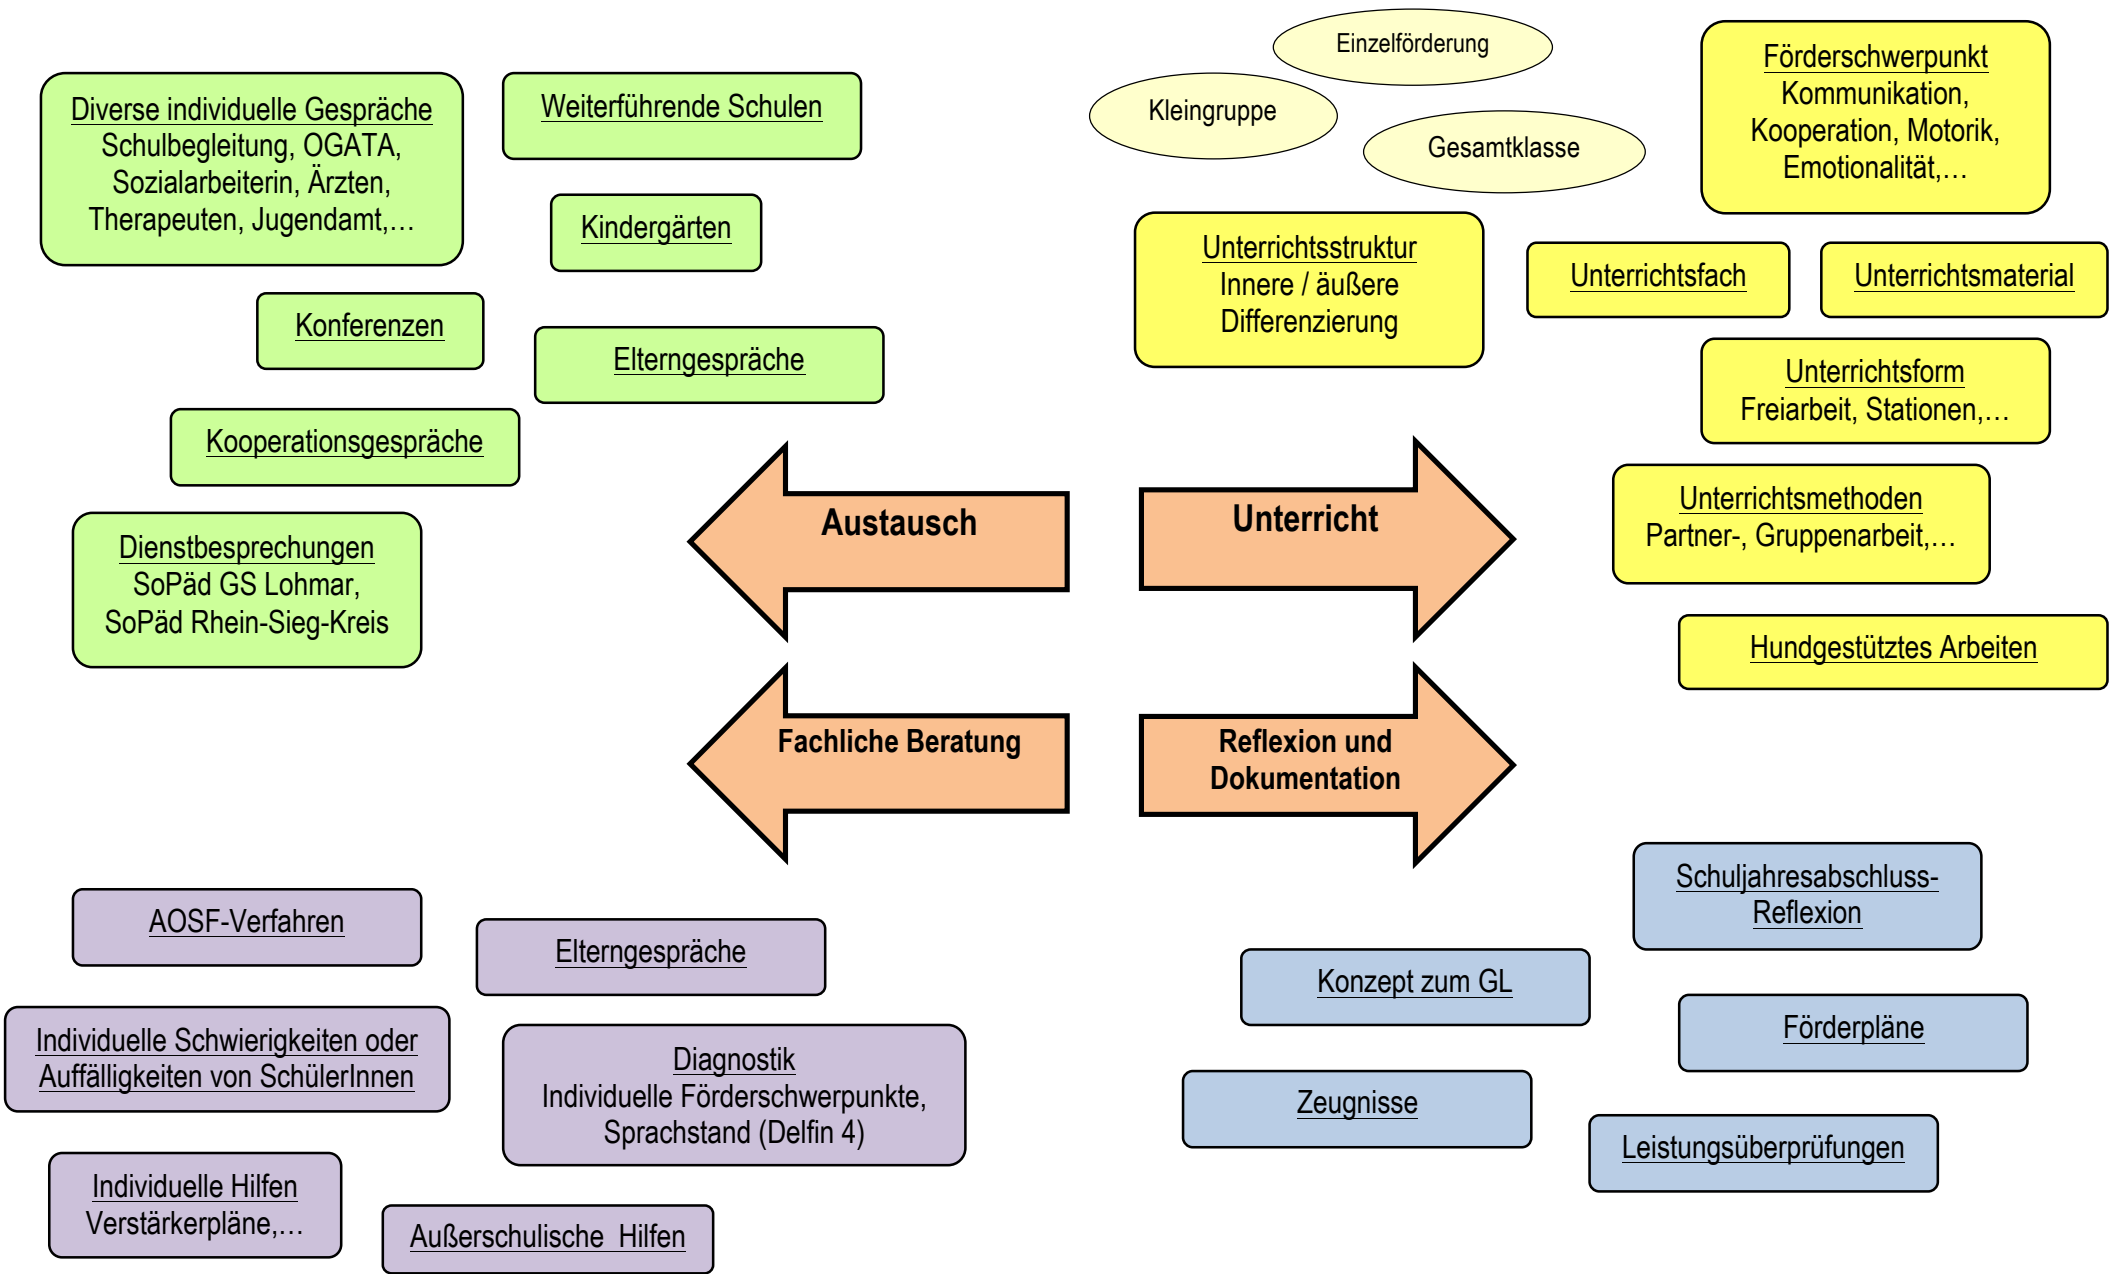 Diverse individuelle Gespräche
Schulbegleitung, OGATA,
Sozialarbeiterin, Ärzten,
Therapeuten, Jugendamt,…
Weiterführende Schulen
Kindergärten
Konferenzen
Elterngespräche
Kooperationsgespräche
Dienstbesprechungen
SoPäd GS Lohmar,
SoPäd Rhein-Sieg-Kreis
Einzelförderung
Kleingruppe
Gesamtklasse
Förderschwerpunkt
Kommunikation,
Kooperation, Motorik,
Emotionalität,…
Unterrichtsstruktur
Innere / äußere
Differenzierung
Unterrichtsfach
Unterrichtsmaterial
Unterrichtsform
Freiarbeit, Stationen,…
Unterrichtsmethoden
Partner-, Gruppenarbeit,…
Hundgestütztes Arbeiten
Austausch
Unterricht
Fachliche Beratung
Reflexion und
Dokumentation
AOSF-Verfahren
Elterngespräche
Individuelle Schwierigkeiten oder
Auffälligkeiten von SchülerInnen
Diagnostik
Individuelle Förderschwerpunkte,
Sprachstand (Delfin 4)
Individuelle Hilfen
Verstärkerpläne,…
Außerschulische Hilfen
Schuljahresabschluss-
Reflexion
Konzept zum GL
Förderpläne
Zeugnisse
Leistungsüberprüfungen